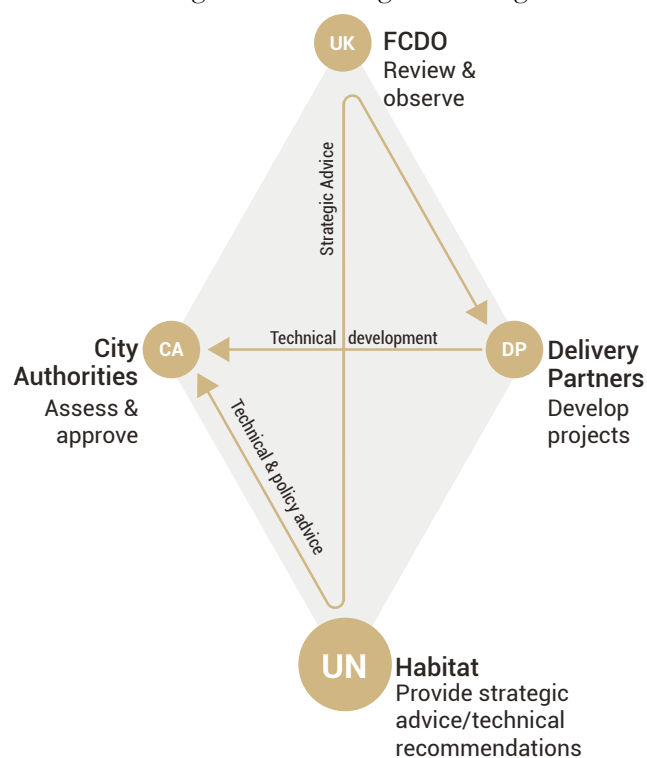 UK
FCDO
Review &
observe
Strategic Advice
Technical development
CA
City
Authorities
Assess &
approve
DP
Delivery
Partners
Develop
projects
Technical & policy advice
UN
Habitat
Provide strategic
advice/technical
recommendations